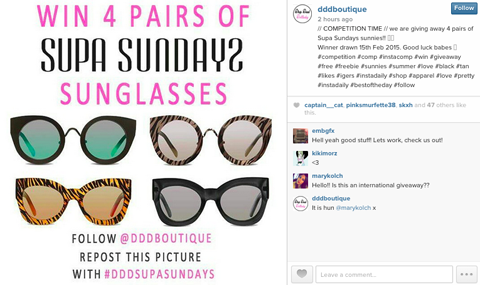 WIN 4 PAIRS OF
SUPA SUNDAYS
SUNGLASSES
FOLLOW @DDDBOUTIQUE
REPOST THIS PICTURE
WITH #DDDSUPASUNDAYS
dddboutique
2 hours ago
Follow
// COMPETITION TIME // we are giving away 4 pairs of
Supa Sundays sunnies!!
Winner drawn 15th Feb 2015. Good luck babes
#competition #comp #instacomp #win #giveaway
#free #freebie #sunnies #summer #love #black #tan
#likes #igers #instadaily #shop #apparel #love #pretty
#instadaily #bestoftheday #follow
captain__cat, pinksmurfette38, skxh and 47 others like
this.
embgfx
Hell yeah good stuff! Lets work, check us out!
kikimorz
<3
marykolch
Hello!! Is this an international giveaway??
dddboutique
It is hun @marykolch x
Leave a comment...